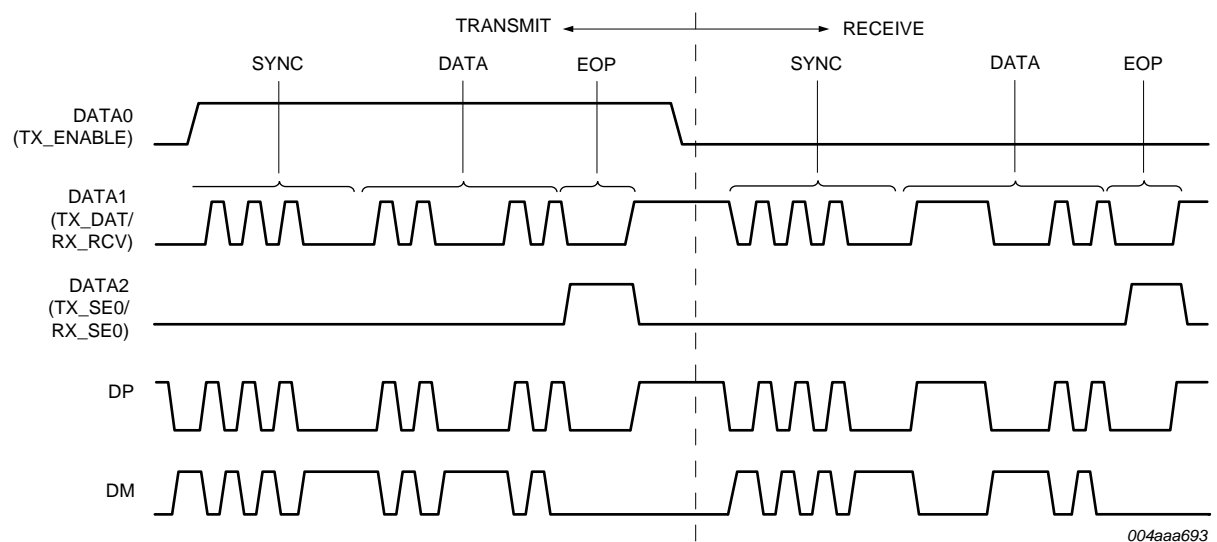 TRANSMIT
RECEIVE
SYNC
DATA
EOP
SYNC
DATA
EOP
DATA0
(TX_ENABLE)
DATA1
(TX_DAT/
RX_RCV)
DATA2
(TX_SE0/
RX_SE0)
DP
DM
004aaa693